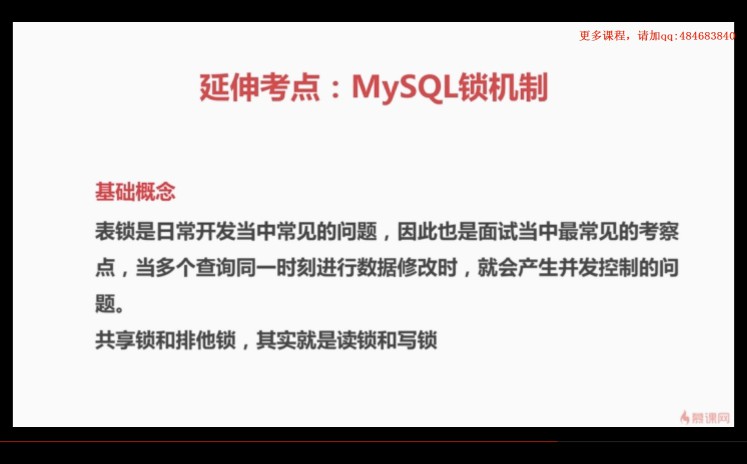 更多课程，请加qq:484683840
延伸考点：MySQL锁机制
基础概念
表锁是日常开发当中常见的问题，因此也是面试当中最常见的考察
点，当多个查询同一时刻进行数据修改时，就会产生并发控制的问
题。
共享锁和排他锁，其实就是读锁和写锁
慕课网